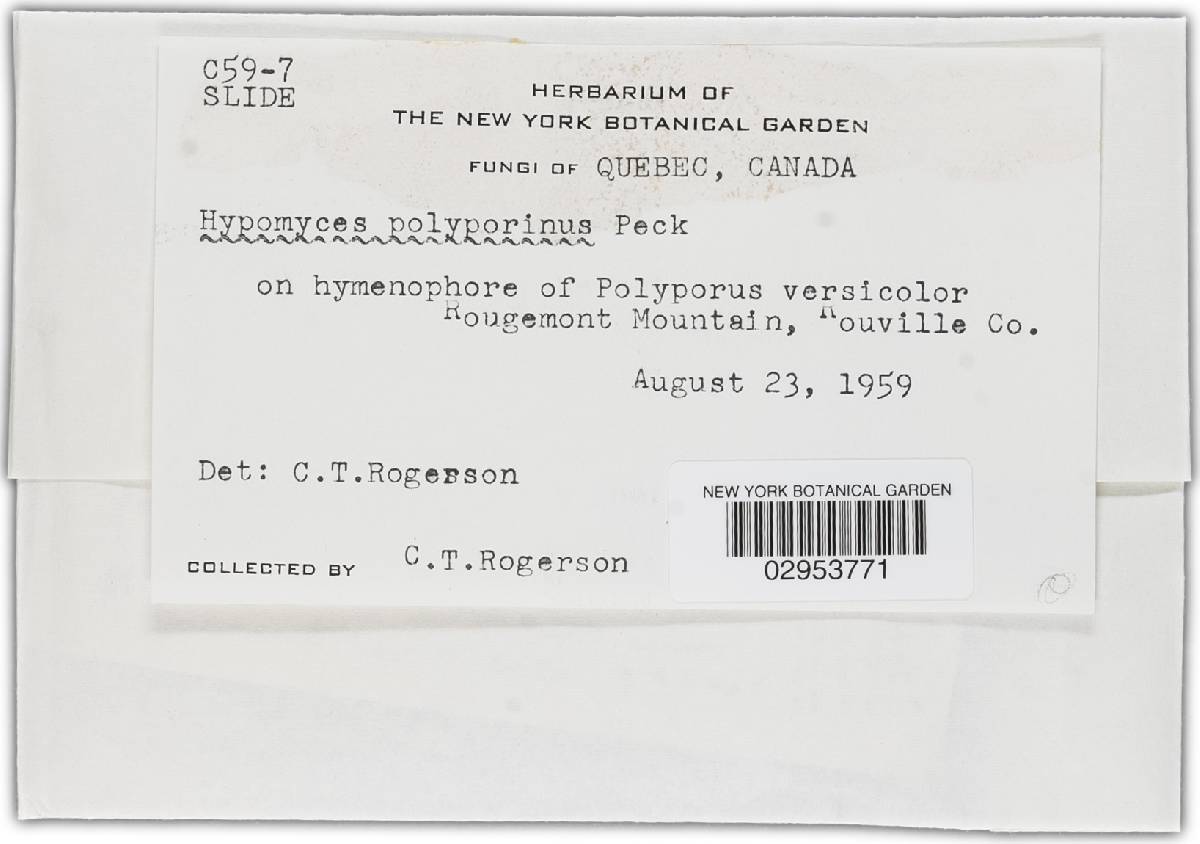 C59-7
SLIDE
HERBARIUM OF
THE NEW YORK BOTANICAL GARDEN
FUNGI OF QUEBEC, CANADA
Hypomyces polyporinus Peck
on hymenophore of Polyporus versicolor
Rougemont Mountain, Rouville Co.
August 23, 1959
Det: C.T.Rogerson
NEW YORK BOTANICAL GARDEN
02953771
COLLECTED BY C.T.Rogerson